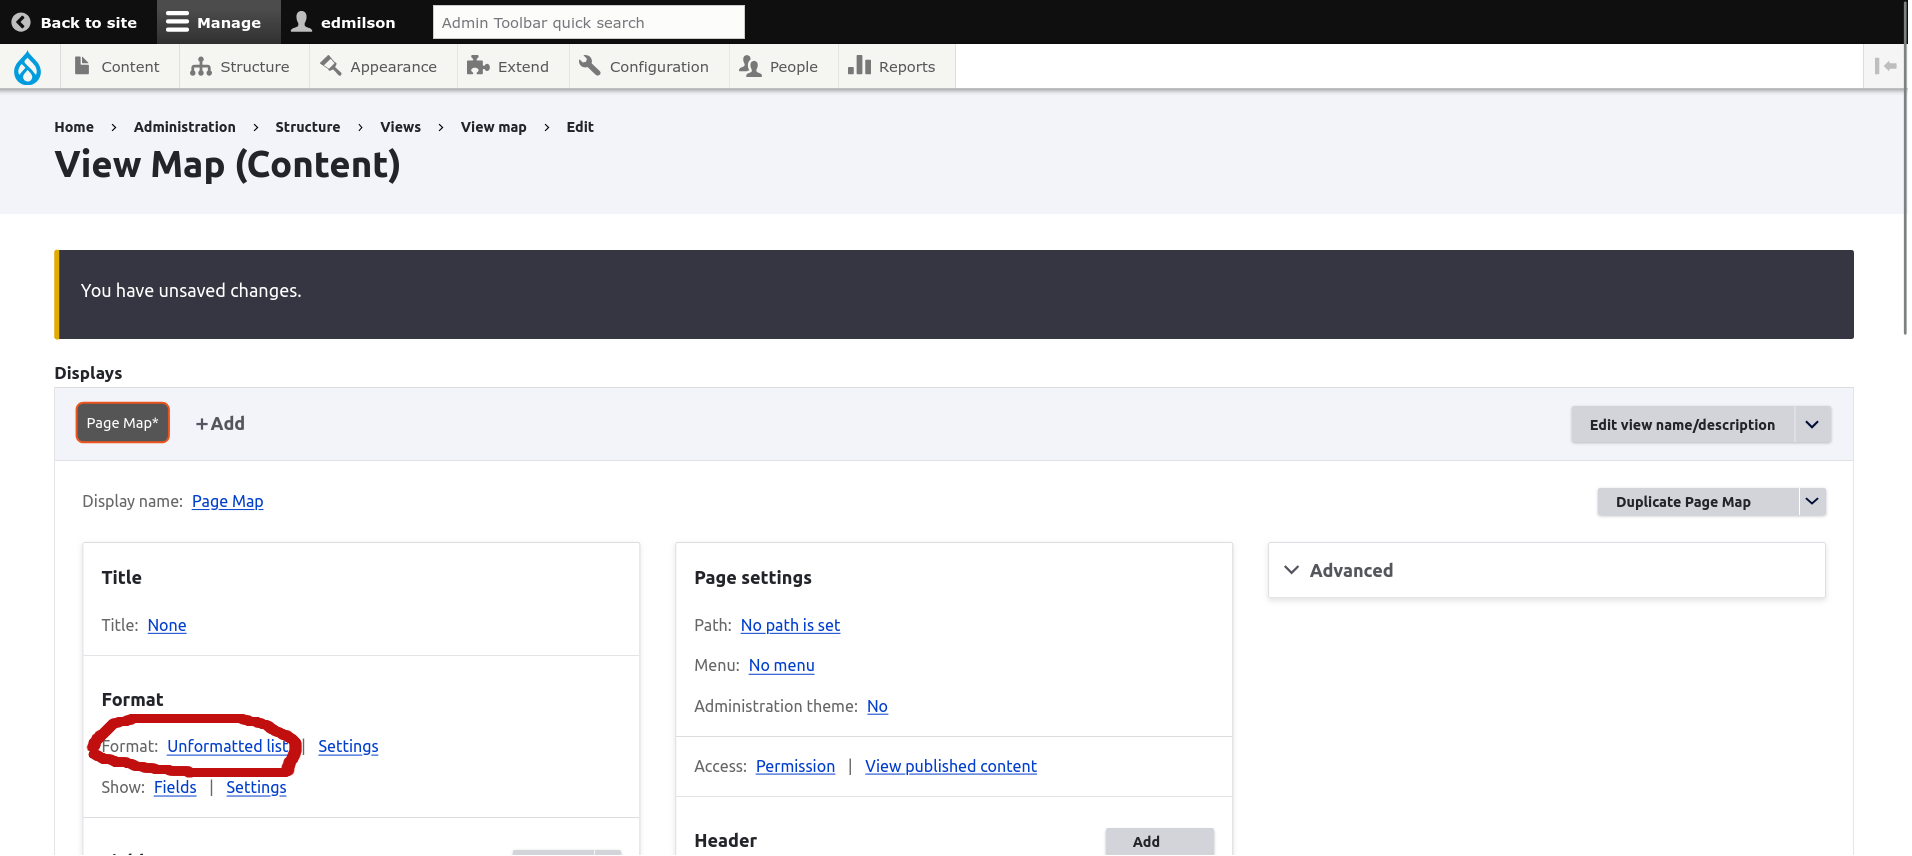 Back to site Manage edmilson Admin Toolbar quick search
Content Structure Appearance Extend Configuration People Reports
Home › Administration › Structure › Views › View map › Edit
View Map (Content)
You have unsaved changes.
Displays
Page Map* +Add Edit view name/description
Display name: Page Map Duplicate Page Map
Title
Title: None
Format
Format: Unformatted list | Settings
Show: Fields | Settings
Page settings
Path: No path is set
Menu: No menu
Administration theme: No
Access: Permission | View published content
Header Add
Advanced